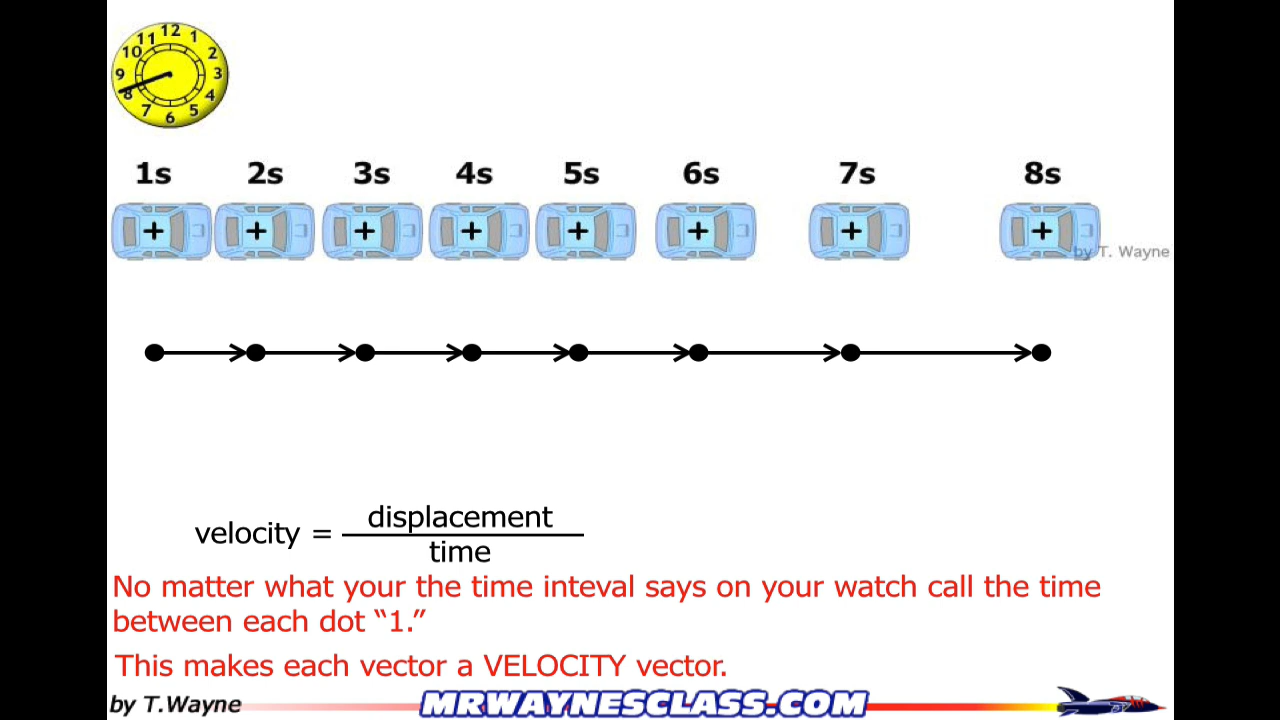 12
11 1
10 2
9 3
8 4
7 5
6
1s 2s 3s 4s 5s 6s 7s 8s
+ + + + + + + +
by T. Wayne
velocity = displacement
time
No matter what your the time inteval says on your watch call the time
between each dot “1.”
This makes each vector a VELOCITY vector.
by T.Wayne MRWAYNESCLASS.COM